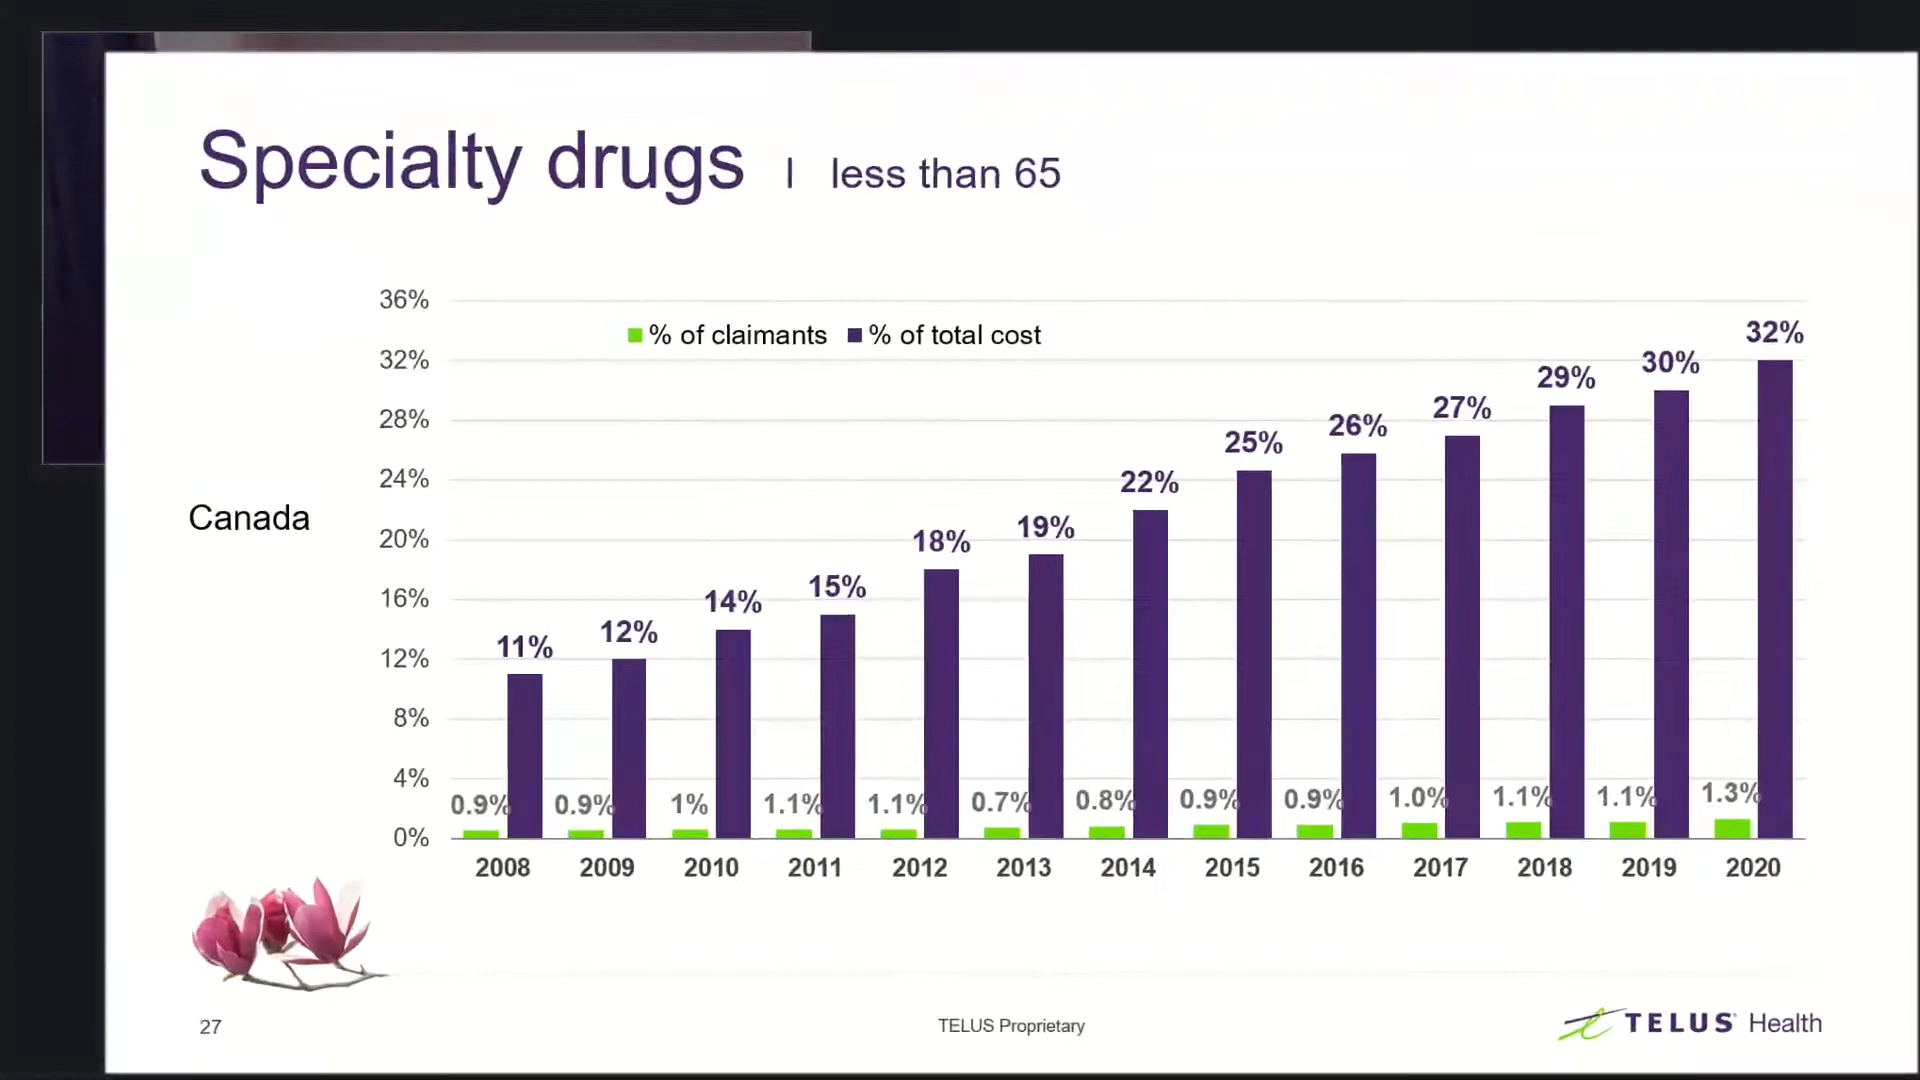 Specialty drugs | less than 65
36%
% of claimants % of total cost
32%
28%
24%
20%
16%
12%
8%
4%
0%
Canada
11% 12% 14% 15% 18% 19% 22% 25% 26% 27% 29% 30% 32%
0.9% 0.9% 1% 1.1% 1.1% 0.7% 0.8% 0.9% 0.9% 1.0% 1.1% 1.1% 1.3%
2008 2009 2010 2011 2012 2013 2014 2015 2016 2017 2018 2019 2020
27
TELUS Proprietary
TELUS Health